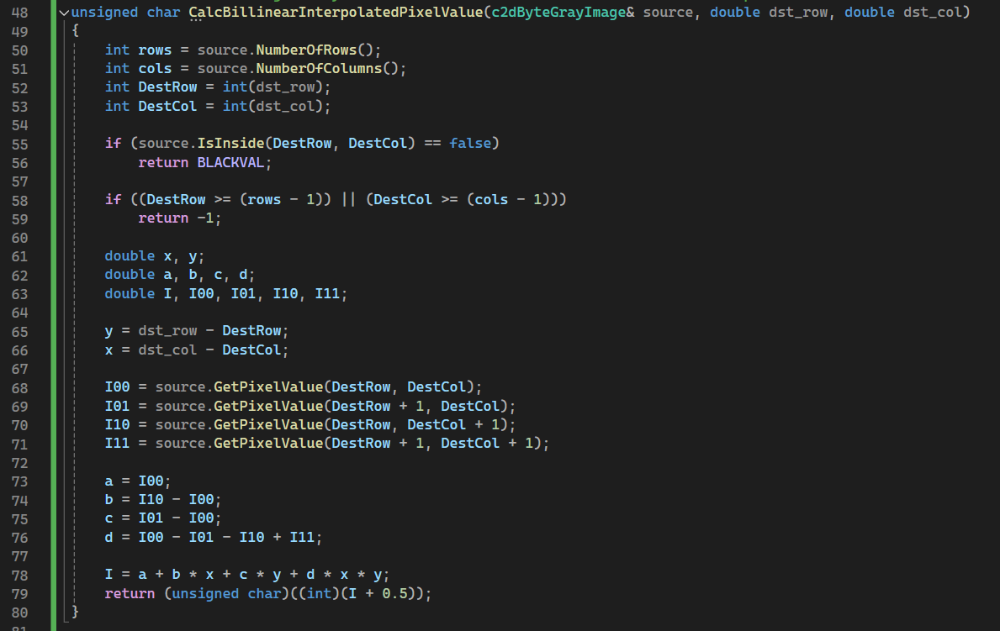 48 unsigned char CalcBillinearInterpolatedPixelValue(c2dByteGrayImage& source, double dst_row, double dst_col)
49 {
50     int rows = source.NumberOfRows();
51     int cols = source.NumberOfColumns();
52     int DestRow = int(dst_row);
53     int DestCol = int(dst_col);
54
55     if (source.IsInside(DestRow, DestCol) == false)
56         return BLACKVAL;
57
58     if ((DestRow >= (rows - 1)) || (DestCol >= (cols - 1)))
59         return -1;
60
61     double x, y;
62     double a, b, c, d;
63     double I, I00, I01, I10, I11;
64
65     y = dst_row - DestRow;
66     x = dst_col - DestCol;
67
68     I00 = source.GetPixelValue(DestRow, DestCol);
69     I01 = source.GetPixelValue(DestRow + 1, DestCol);
70     I10 = source.GetPixelValue(DestRow, DestCol + 1);
71     I11 = source.GetPixelValue(DestRow + 1, DestCol + 1);
72
73     a = I00;
74     b = I10 - I00;
75     c = I01 - I00;
76     d = I00 - I01 - I10 + I11;
77
78     I = a + b * x + c * y + d * x * y;
79     return (unsigned char)((int)(I + 0.5));
80 }